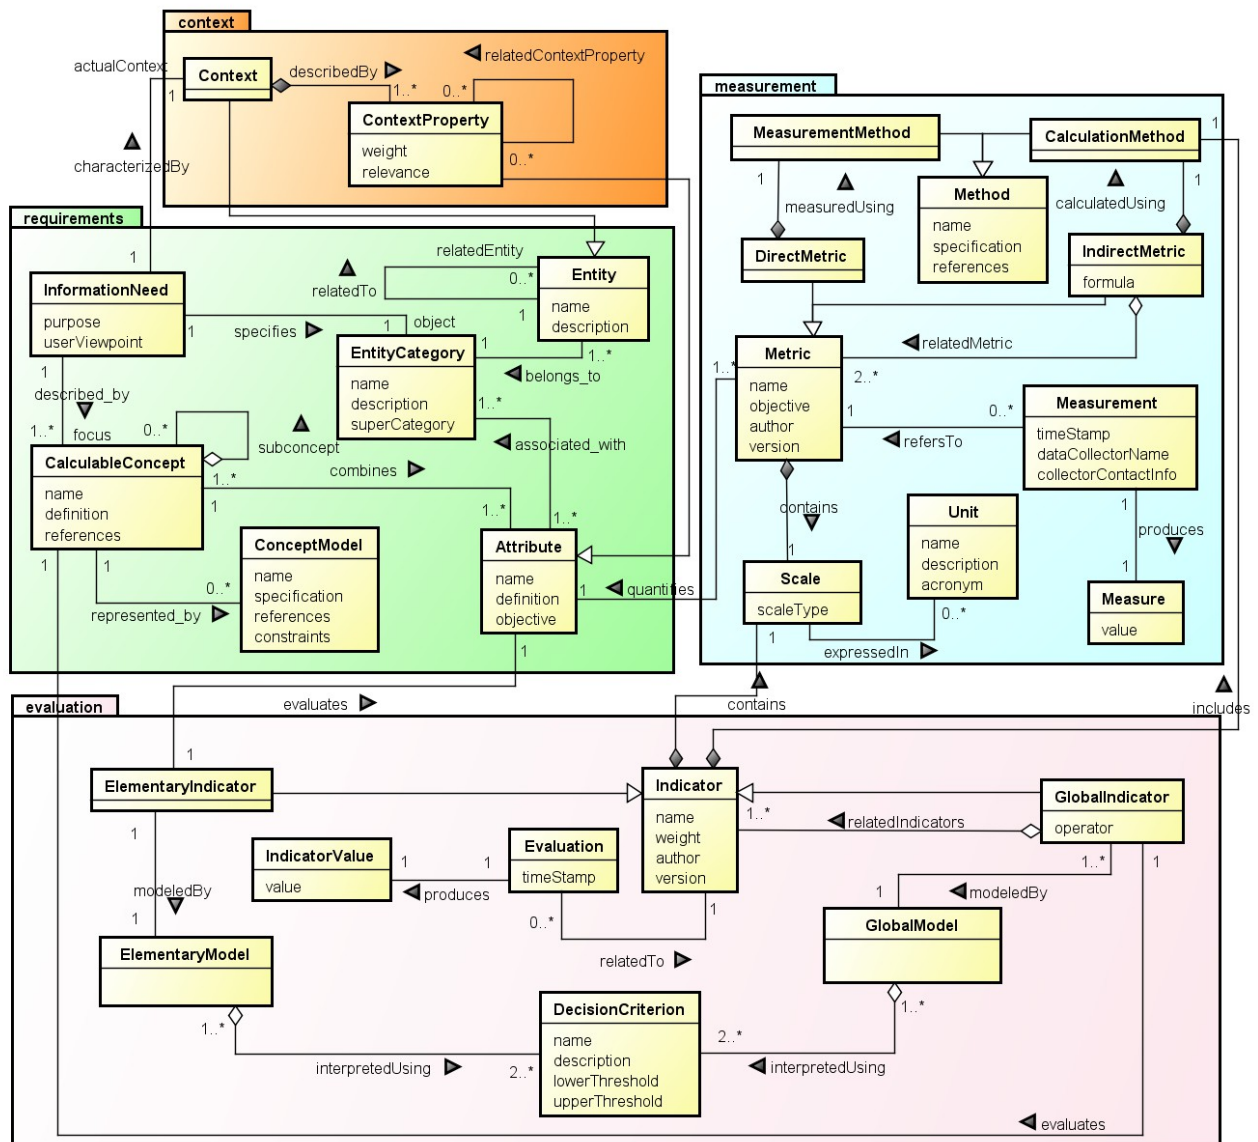 context
Context
actualContext
1
describedBy
1..*
0..*
relatedContextProperty
ContextProperty
weight
relevance
0..*
characterizedBy
1
requirements
InformationNeed
purpose
userViewpoint
1
specifies
1
object
relatedEntity
relatedTo
0..*
1
Entity
name
description
1..*
1
belongs_to
EntityCategory
name
description
superCategory
1..*
associated_with
1..*
1
described_by
1..*
focus
0..*
subconcept
CalculableConcept
name
definition
references
1..*
combines
1..*
1
1
1
represented_by
0..*
ConceptModel
name
specification
references
constraints
Attribute
name
definition
objective
1
1
quantifies
1..*
measurement
MeasurementMethod
CalculationMethod
1
1
measuredUsing
Method
name
specification
references
calculatedUsing
1
DirectMetric
IndirectMetric
formula
relatedMetric
2..*
Metric
name
objective
author
version
1
refersTo
0..*
Measurement
timeStamp
dataCollectorName
collectorContactInfo
contains
1
Scale
scaleType
1
Unit
name
description
acronym
0..*
expressedIn
1
produces
1
Measure
value
evaluation
evaluates
1
contains
includes
ElementaryIndicator
1
modeledBy
1
ElementaryModel
1..*
interpretedUsing
2..*
IndicatorValue
value
1
produces
1
Evaluation
timeStamp
0..*
relatedTo
1
Indicator
name
weight
author
version
1..*
relatedIndicators
GlobalIndicator
operator
1..*
1
modeledBy
1
GlobalModel
1..*
interpretedUsing
2..*
DecisionCriterion
name
description
lowerThreshold
upperThreshold
evaluates